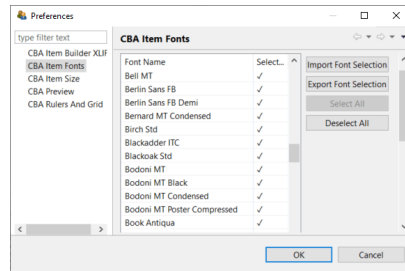 Preferences
type filter text
CBA Item Builder XLIF
CBA Item Fonts
CBA Item Size
CBA Preview
CBA Rulers And Grid
CBA Item Fonts
Font Name Select...
Bell MT ✓
Berlin Sans FB ✓
Berlin Sans FB Demi ✓
Bernard MT Condensed ✓
Birch Std ✓
Blackadder ITC ✓
Blackoak Std ✓
Bodoni MT ✓
Bodoni MT Black ✓
Bodoni MT Condensed ✓
Bodoni MT Poster Compressed ✓
Book Antiqua ✓
Import Font Selection
Export Font Selection
Select All
Deselect All
OK
Cancel